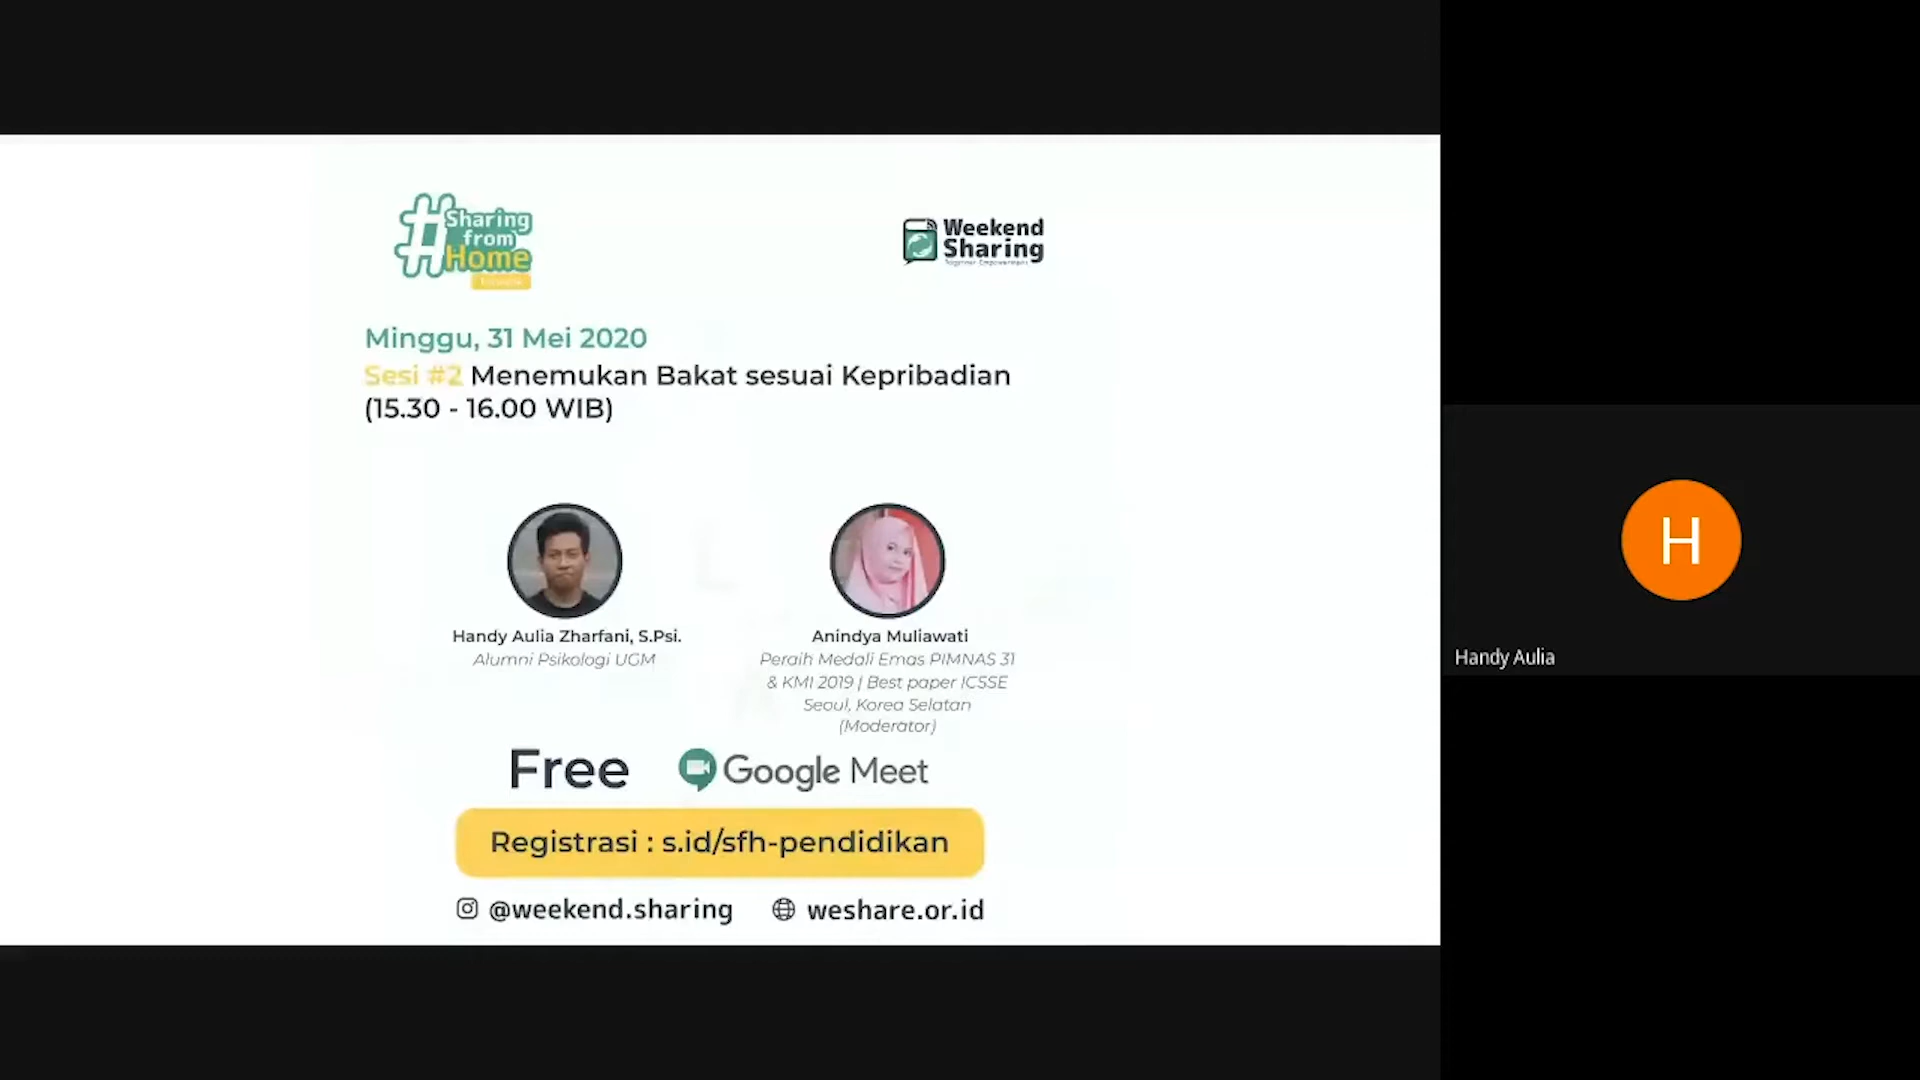 #Sharing
from
Home
Weekend
Sharing
Together Empowerment
Minggu, 31 Mei 2020
Sesi #2 Menemukan Bakat sesuai Kepribadian
(15.30 - 16.00 WIB)
Handy Aulia Zharfani, S.Psi.
Alumni Psikologi UGM
Anindya Muliawati
Peraih Medali Emas PIMNAS 31
& KMI 2019 | Best paper ICSSE
Seoul, Korea Selatan
(Moderator)
Free
Google Meet
Registrasi : s.id/sfh-pendidikan
@weekend.sharing
weshare.or.id
H
Handy Aulia